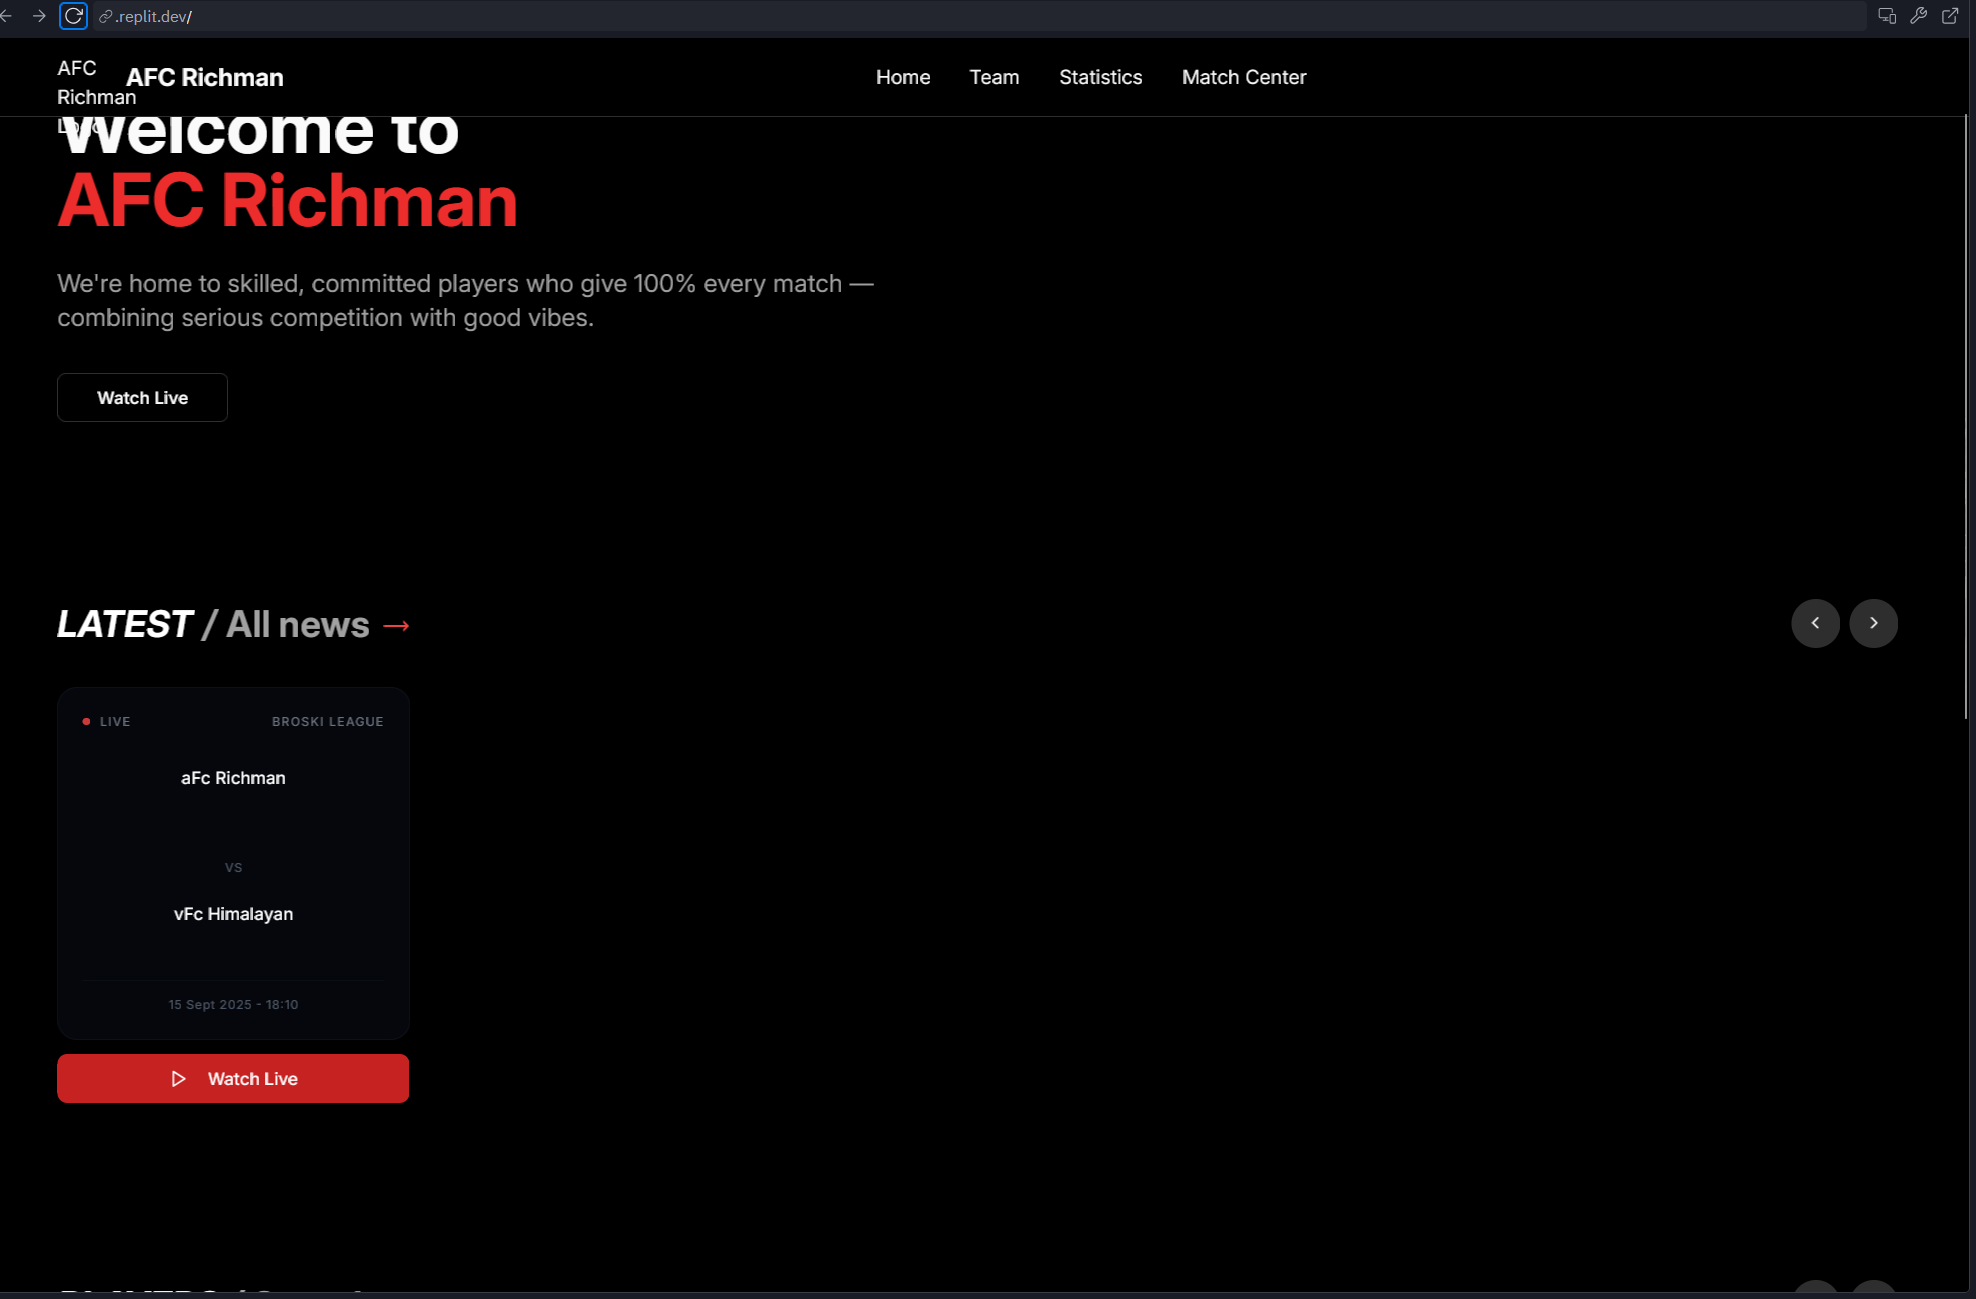 .replit.dev/
AFC
Richman
Logo
AFC Richman
Home
Team
Statistics
Match Center
Welcome to
AFC Richman
We're home to skilled, committed players who give 100% every match —
combining serious competition with good vibes.
Watch Live
LATEST / All news →
LIVE
BROSKI LEAGUE
aFc Richman
VS
vFc Himalayan
15 Sept 2025 - 18:10
Watch Live